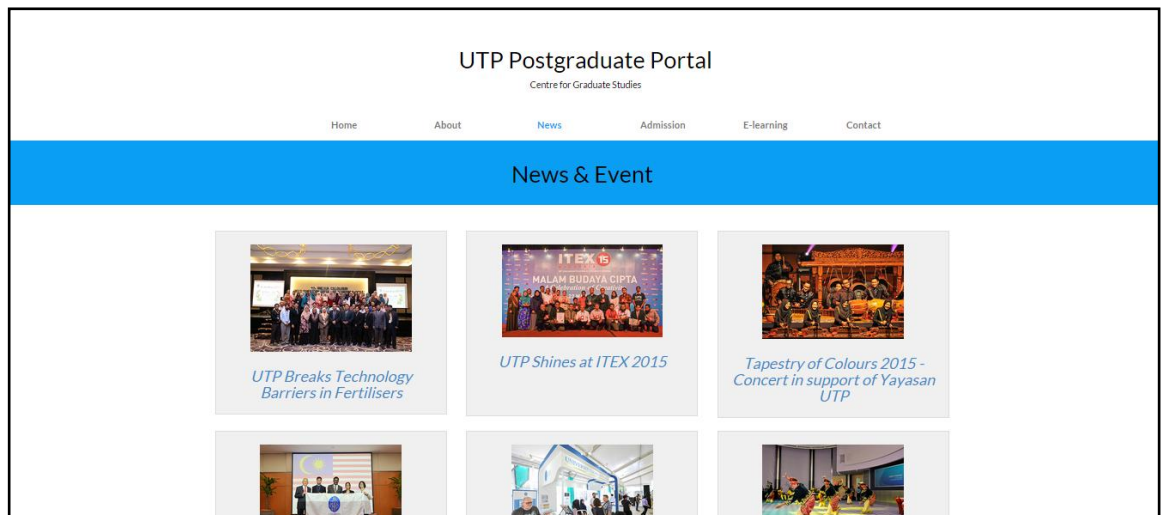 UTP Postgraduate Portal
Centre for Graduate Studies
Home About News Admission E-learning Contact
News & Event
ITEX 15
MALAM BUDAYA CIPTA
UTP Breaks Technology
Barriers in Fertilisers
UTP Shines at ITEX 2015
Tapestry of Colours 2015 -
Concert in support of Yayasan
UTP